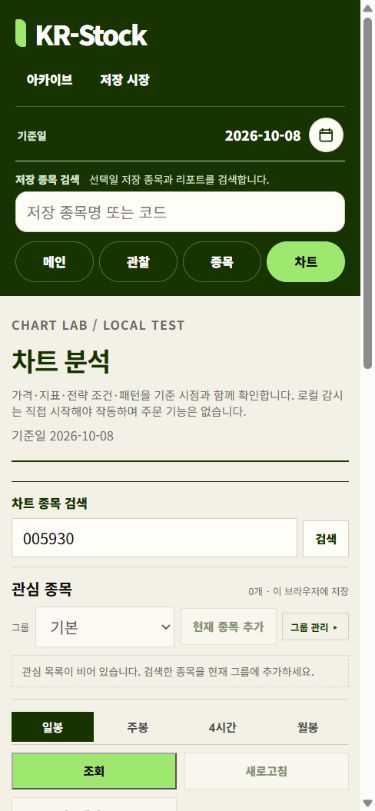 KR-Stock
아카이브 저장 시장
기준일 2026-10-08
저장 종목 검색 선택일 저장 종목과 리포트를 검색합니다.
저장 종목명 또는 코드
메인 관찰 종목 차트
CHART LAB / LOCAL TEST
차트 분석
가격·지표·전략 조건·패턴을 기준 시점과 함께 확인합니다. 로컬 감시
는 직접 시작해야 작동하며 주문 기능은 없습니다.
기준일 2026-10-08
차트 종목 검색
005930 검색
관심 종목 0개 · 이 브라우저에 저장
그룹 기본 현재 종목 추가 그룹 관리 ▸
관심 목록이 비어 있습니다. 검색한 종목을 현재 그룹에 추가하세요.
일봉 주봉 4시간 월봉
조회 새로고침